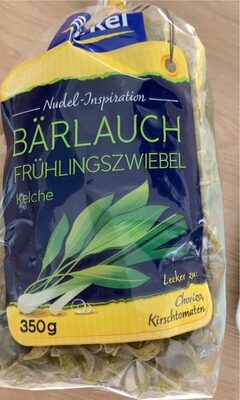 Nudel-Inspiration
BÄRLAUCH
FRÜHLINGSZWIEBEL
Kelche
Lecker zu:
Chorizo,
Kirschtomaten
350g